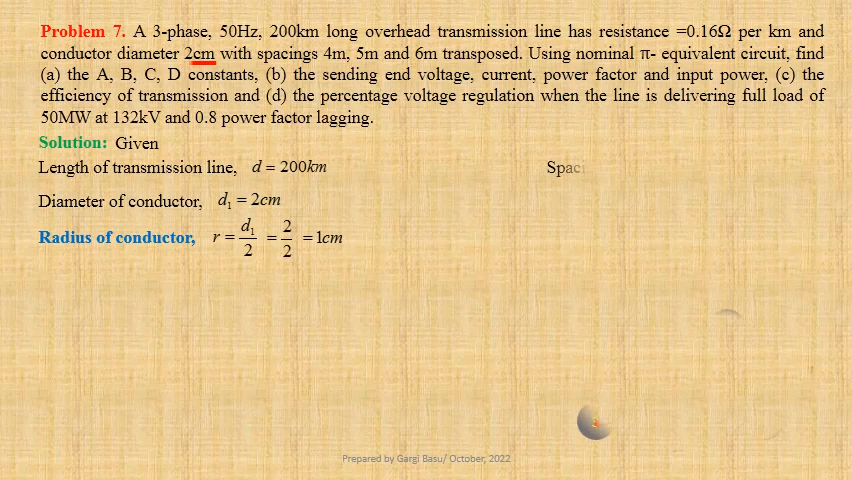 Problem 7. A 3-phase, 50Hz, 200km long overhead transmission line has resistance =0.16Ω per km and
conductor diameter 2cm with spacings 4m, 5m and 6m transposed. Using nominal π- equivalent circuit, find
(a) the A, B, C, D constants, (b) the sending end voltage, current, power factor and input power, (c) the
efficiency of transmission and (d) the percentage voltage regulation when the line is delivering full load of
50MW at 132kV and 0.8 power factor lagging.
Solution: Given
Length of transmission line, d = 200km
Spac
Diameter of conductor, d₁ = 2cm
Radius of conductor, r = d₁/2 = 2/2 = 1cm
Prepared by Gargi Basu/ October, 2022